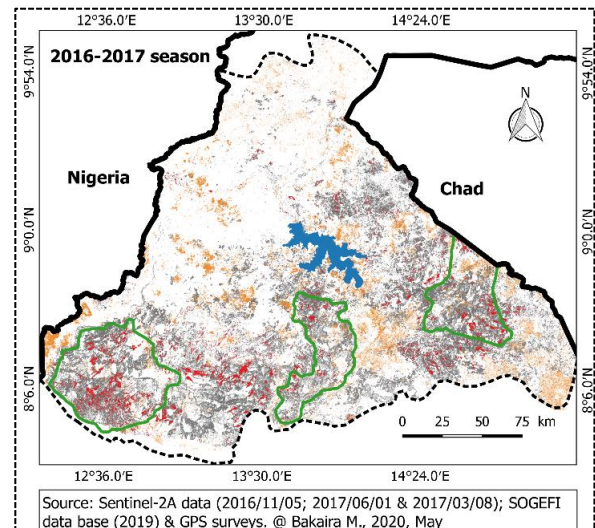 12°36.0'E 13°30.0'E 14°24.0'E
2016-2017 season
9°54.0'N 9°54.0'N
N
Nigeria Chad
9°0.0'N 9°0.0'N
8°6.0'N 8°6.0'N
0 25 50 75 km
12°36.0'E 13°30.0'E 14°24.0'E
Source: Sentinel-2A data (2016/11/05; 2017/06/01 & 2017/03/08); SOGEFI
data base (2019) & GPS surveys. @ Bakaira M., 2020, May